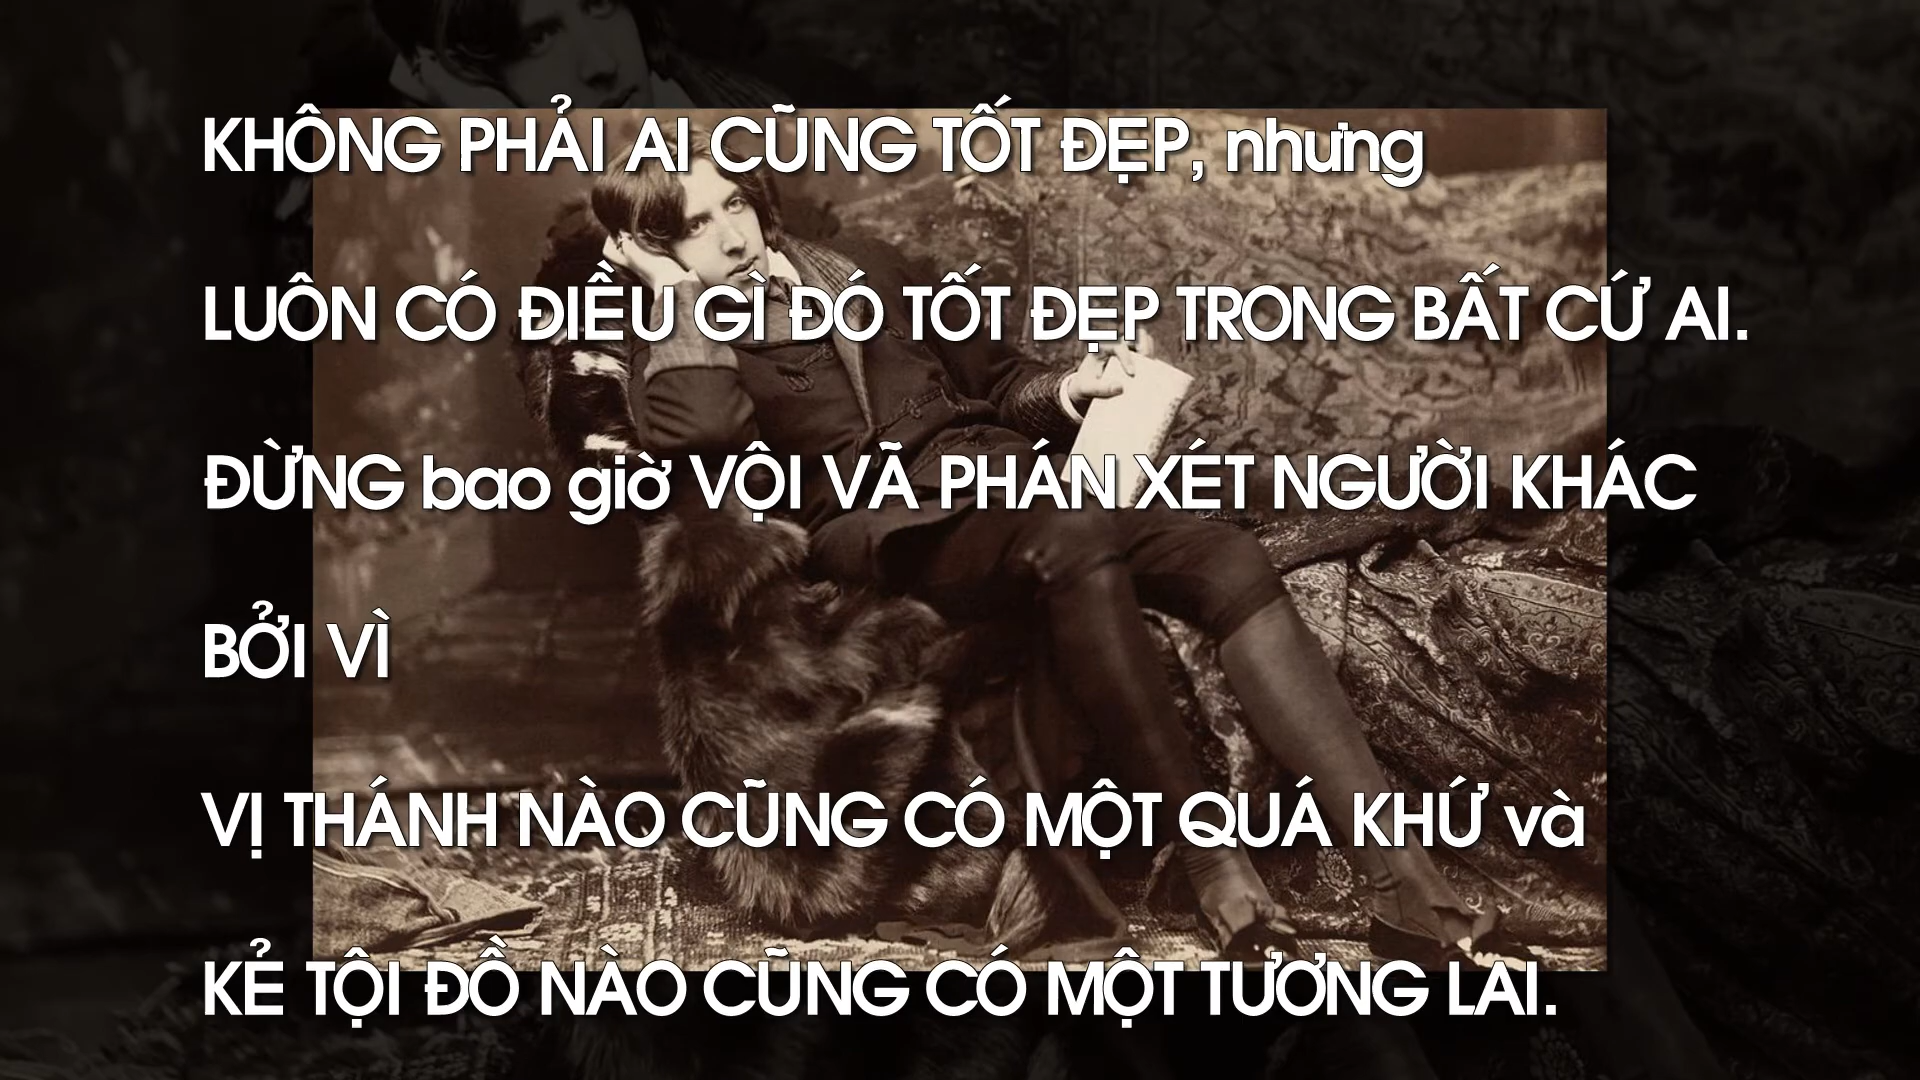 KHÔNG PHẢI AI CŨNG TỐT ĐẸP, nhưng
LUÔN CÓ ĐIỀU GÌ ĐÓ TỐT ĐẸP TRONG BẤT CỨ AI.
ĐỪNG bao giờ VỘI VÃ PHÁN XÉT NGƯỜI KHÁC
BỞI VÌ
VỊ THÁNH NÀO CŨNG CÓ MỘT QUÁ KHỨ và
KẺ TỘI ĐỒ NÀO CŨNG CÓ MỘT TƯƠNG LAI.